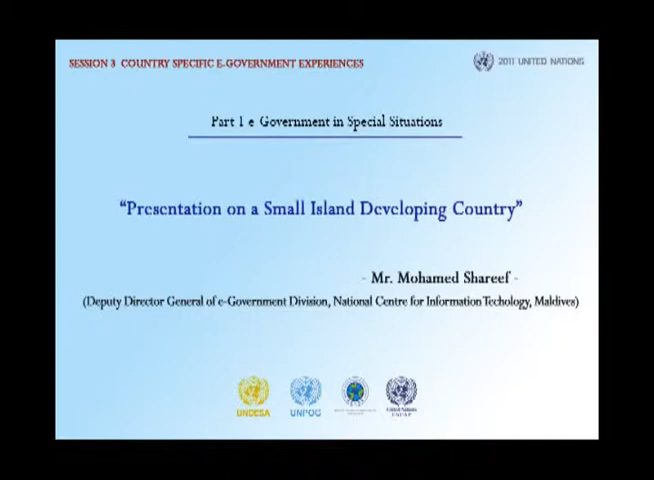 SESSION 3 COUNTRY SPECIFIC E-GOVERNMENT EXPERIENCES
2011 UNITED NATIONS
Part 1 e-Government in Special Situations
“Presentation on a Small Island Developing Country”
- Mr. Mohamed Shareef -
(Deputy Director General of e-Government Division, National Centre for Information Techology, Maldives)
UNDESA
UNPOG
United Nations